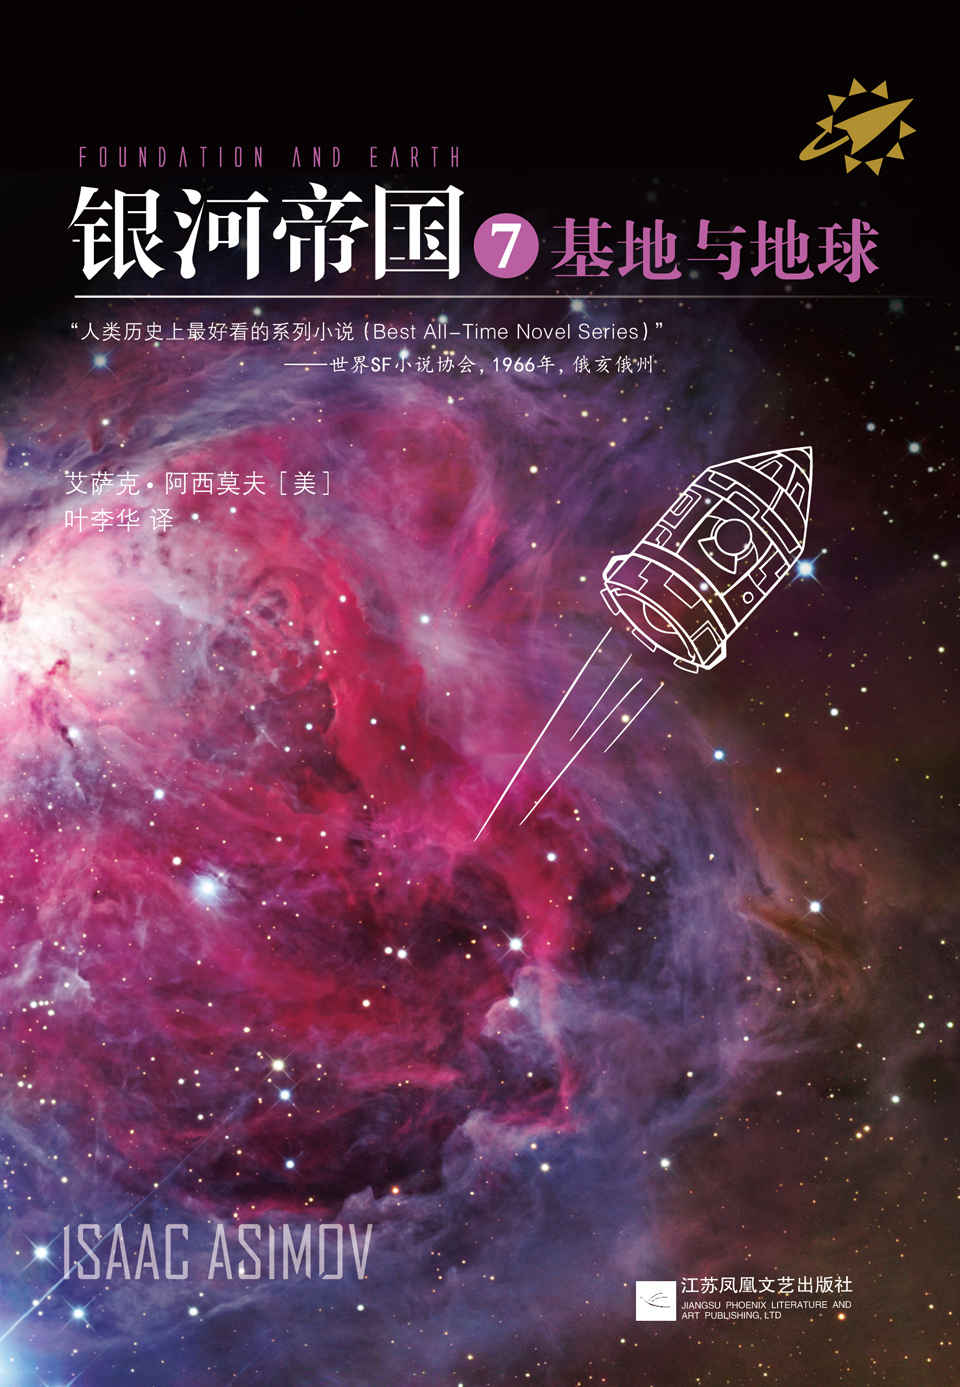 FOUNDATION AND EARTH
银河帝国7基地与地球
“人类历史上最好看的系列小说（Best All-Time Novel Series）”
——世界SF小说协会，1966年，俄亥俄州
艾萨克·阿西莫夫［美］
叶李华 译
ISAAC ASIMOV
江苏凤凰文艺出版社
JIANGSU PHOENIX LITERATURE AND
ART PUBLISHING, LTD